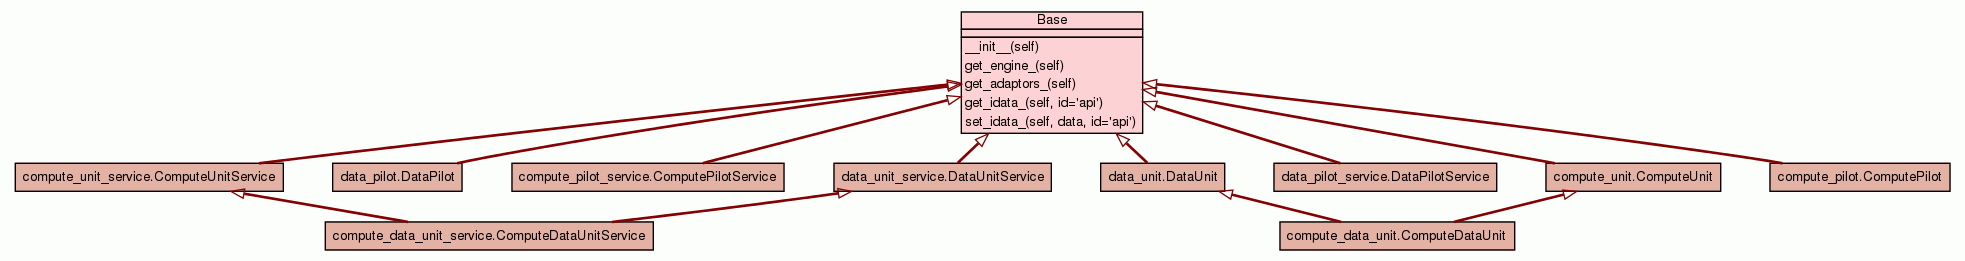 Base
__init__(self)
get_engine_(self)
get_adaptors_(self)
get_idata_(self, id='api')
set_idata_(self, data, id='api')
compute_unit_service.ComputeUnitService
data_pilot.DataPilot
compute_pilot_service.ComputePilotService
data_unit_service.DataUnitService
data_unit.DataUnit
data_pilot_service.DataPilotService
compute_unit.ComputeUnit
compute_pilot.ComputePilot
compute_data_unit_service.ComputeDataUnitService
compute_data_unit.ComputeDataUnit